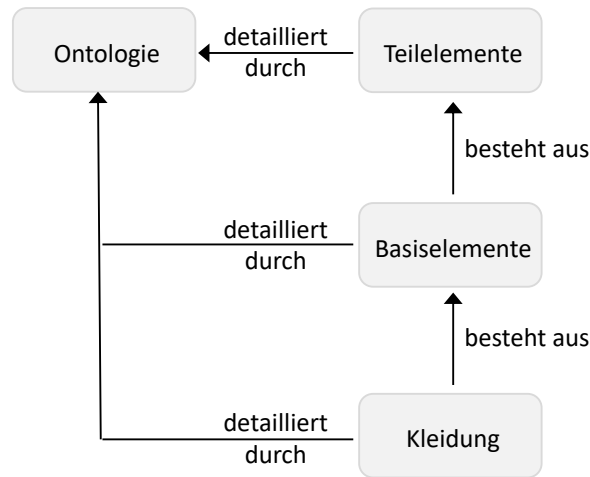 Ontologie
detailliert
durch
Teilelemente
besteht aus
detailliert
durch
Basiselemente
besteht aus
detailliert
durch
Kleidung